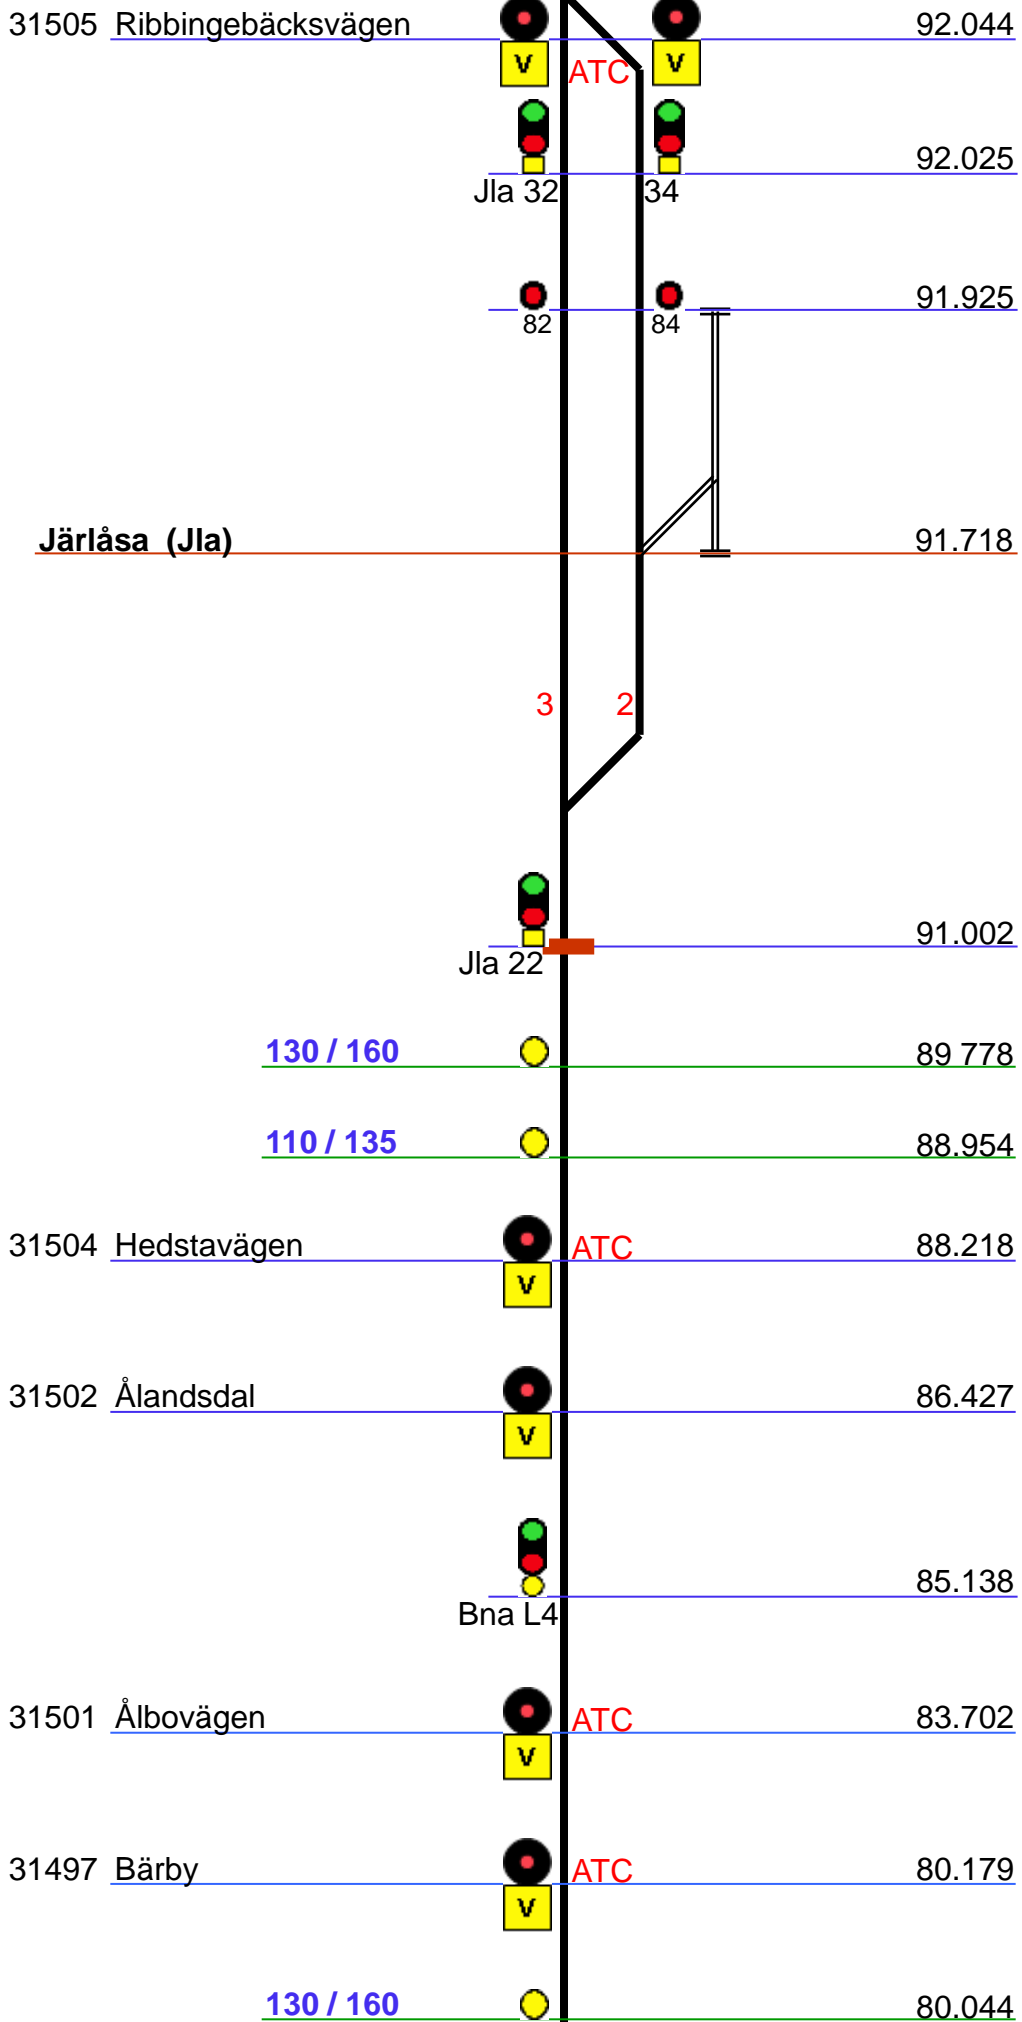 31505 Ribbingebäcksvägen 92.044
V ATC V
92.025
Jla 32 34
91.925
82 84
Järlåsa (Jla) 91.718
3 2
91.002
Jla 22
130 / 160 89 778
110 / 135 88.954
31504 Hedstavägen ATC 88.218
V
31502 Ålandsdal 86.427
V
85.138
Bna L4
31501 Ålbovägen ATC 83.702
V
31497 Bärby ATC 80.179
V
130 / 160 80.044